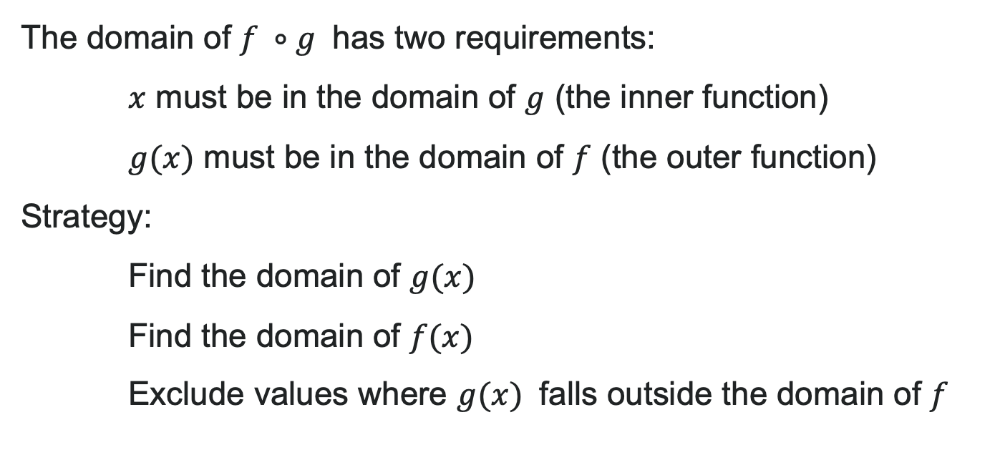 The domain of f ∘ g has two requirements:
x must be in the domain of g (the inner function)
g(x) must be in the domain of f (the outer function)
Strategy:
Find the domain of g(x)
Find the domain of f(x)
Exclude values where g(x) falls outside the domain of f